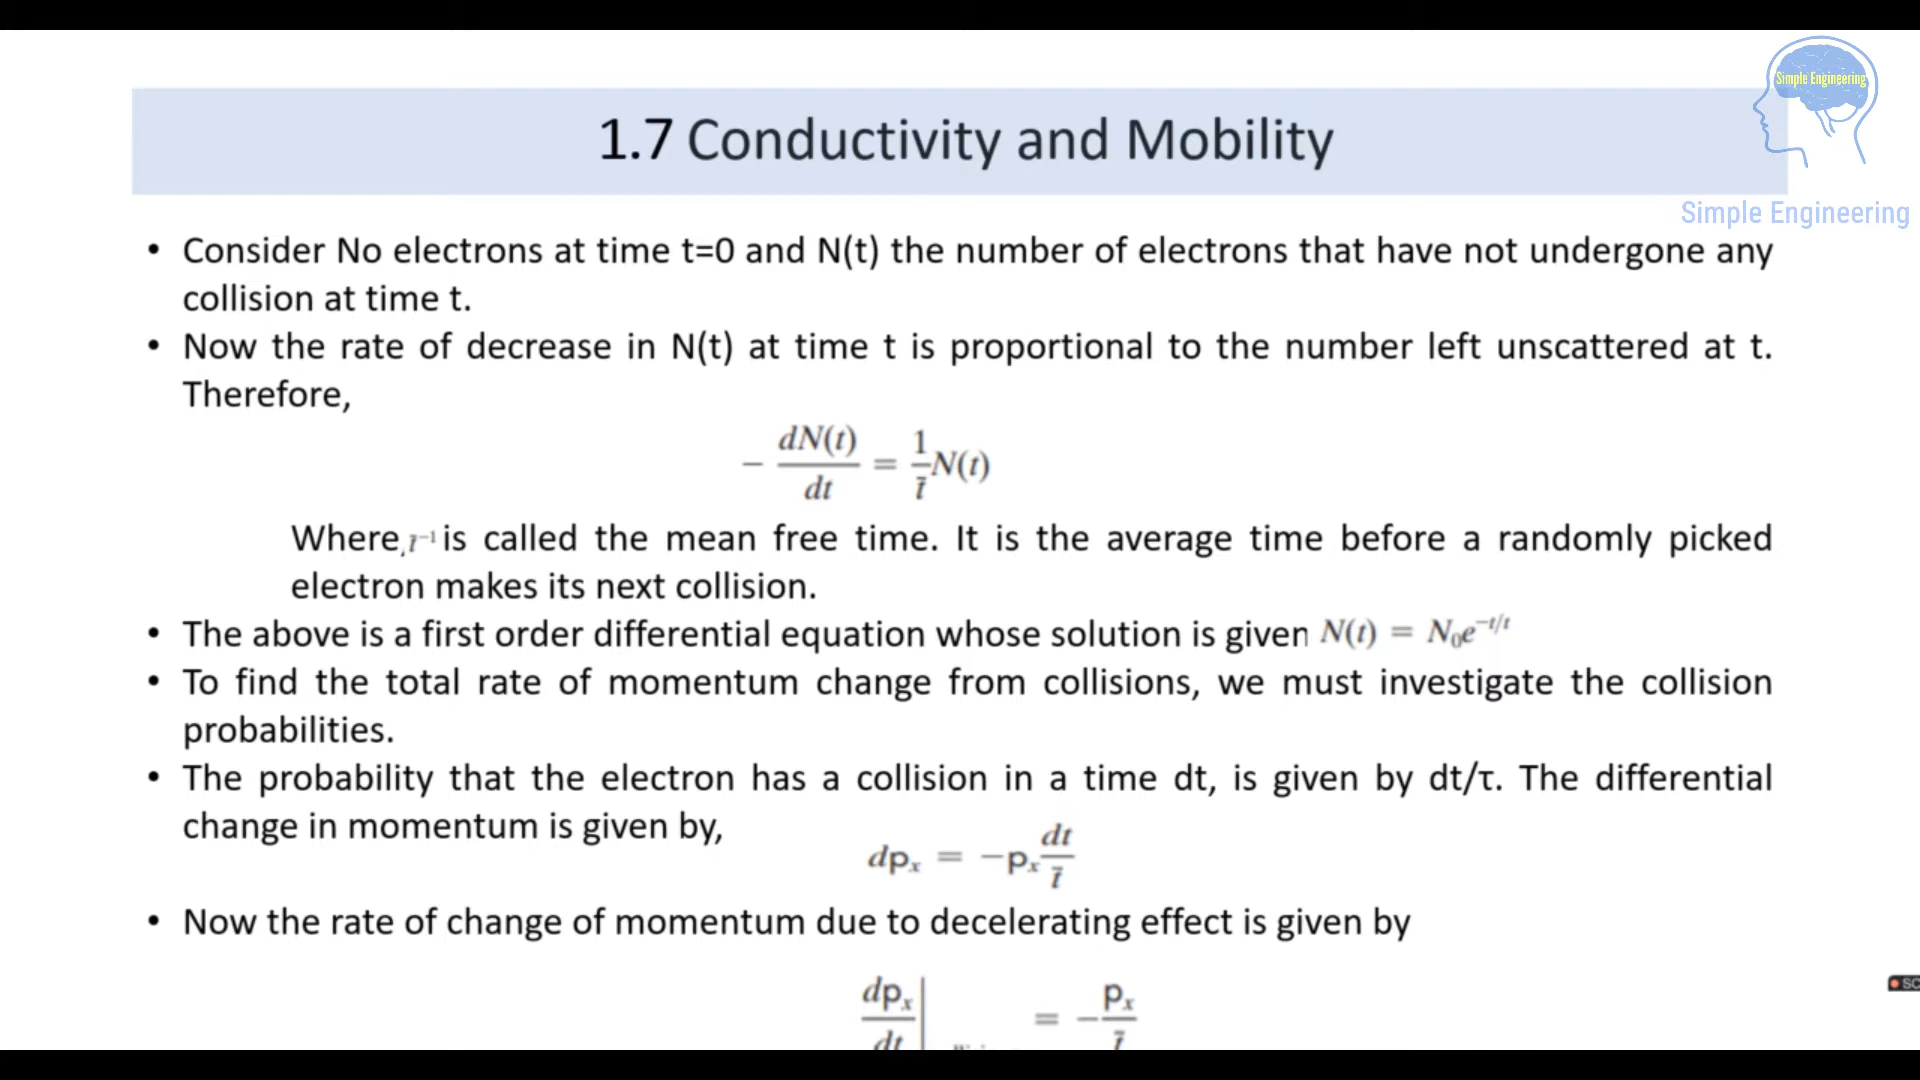 Simple Engineering
1.7 Conductivity and Mobility
Simple Engineering
• Consider No electrons at time t=0 and N(t) the number of electrons that have not undergone any
collision at time t.
• Now the rate of decrease in N(t) at time t is proportional to the number left unscattered at t.
Therefore,
− dN(t)/dt = 1/t̄ N(t)
Where, t̄⁻¹ is called the mean free time. It is the average time before a randomly picked
electron makes its next collision.
• The above is a first order differential equation whose solution is given N(t) = N₀e^−t/t
• To find the total rate of momentum change from collisions, we must investigate the collision
probabilities.
• The probability that the electron has a collision in a time dt, is given by dt/τ. The differential
change in momentum is given by,
dpₓ = −pₓ dt/t̄
• Now the rate of change of momentum due to decelerating effect is given by
dpₓ/dt | = − pₓ/t̄
SC